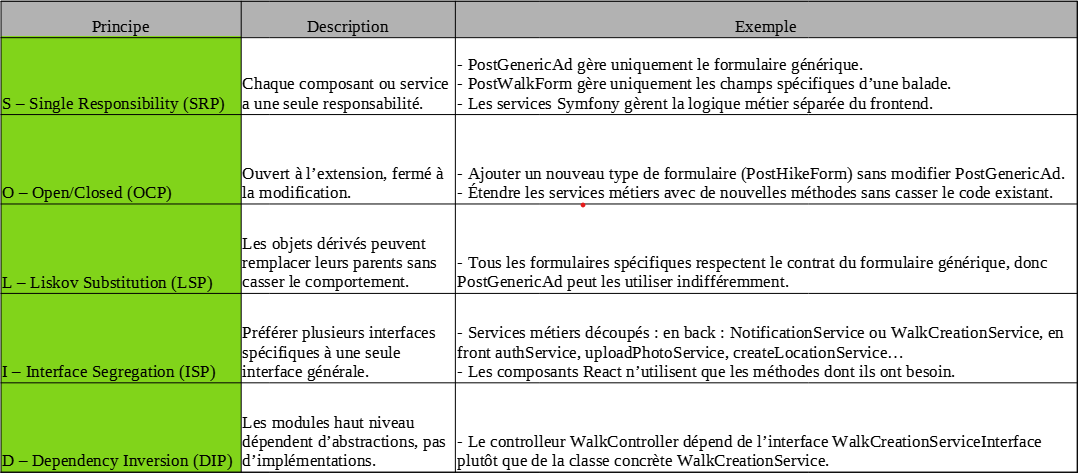 Principe
Description
Exemple
S – Single Responsibility (SRP)
Chaque composant ou service
a une seule responsabilité.
- PostGenericAd gère uniquement le formulaire générique.
- PostWalkForm gère uniquement les champs spécifiques d’une balade.
- Les services Symfony gèrent la logique métier séparée du frontend.
O – Open/Closed (OCP)
Ouvert à l’extension, fermé à
la modification.
- Ajouter un nouveau type de formulaire (PostHikeForm) sans modifier PostGenericAd.
- Étendre les services métiers avec de nouvelles méthodes sans casser le code existant.
L – Liskov Substitution (LSP)
Les objets dérivés peuvent
remplacer leurs parents sans
casser le comportement.
- Tous les formulaires spécifiques respectent le contrat du formulaire générique, donc
PostGenericAd peut les utiliser indifféremment.
I – Interface Segregation (ISP)
Préférer plusieurs interfaces
spécifiques à une seule
interface générale.
- Services métiers découpés : en back : NotificationService ou WalkCreationService, en
front authService, uploadPhotoService, createLocationService…
- Les composants React n’utilisent que les méthodes dont ils ont besoin.
D – Dependency Inversion (DIP)
Les modules haut niveau
dépendent d’abstractions, pas
d’implémentations.
- Le controlleur WalkController dépend de l’interface WalkCreationServiceInterface
plutôt que de la classe concrète WalkCreationService.